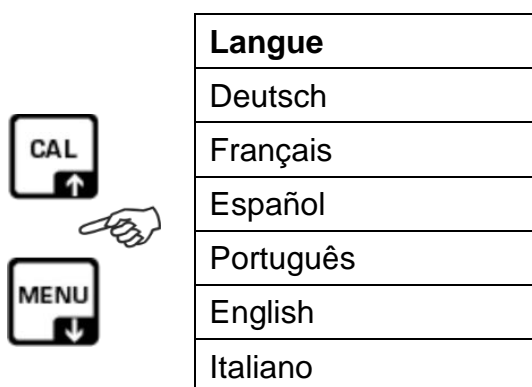 Langue
Deutsch
CAL
Français
Español
Português
MENU
English
Italiano